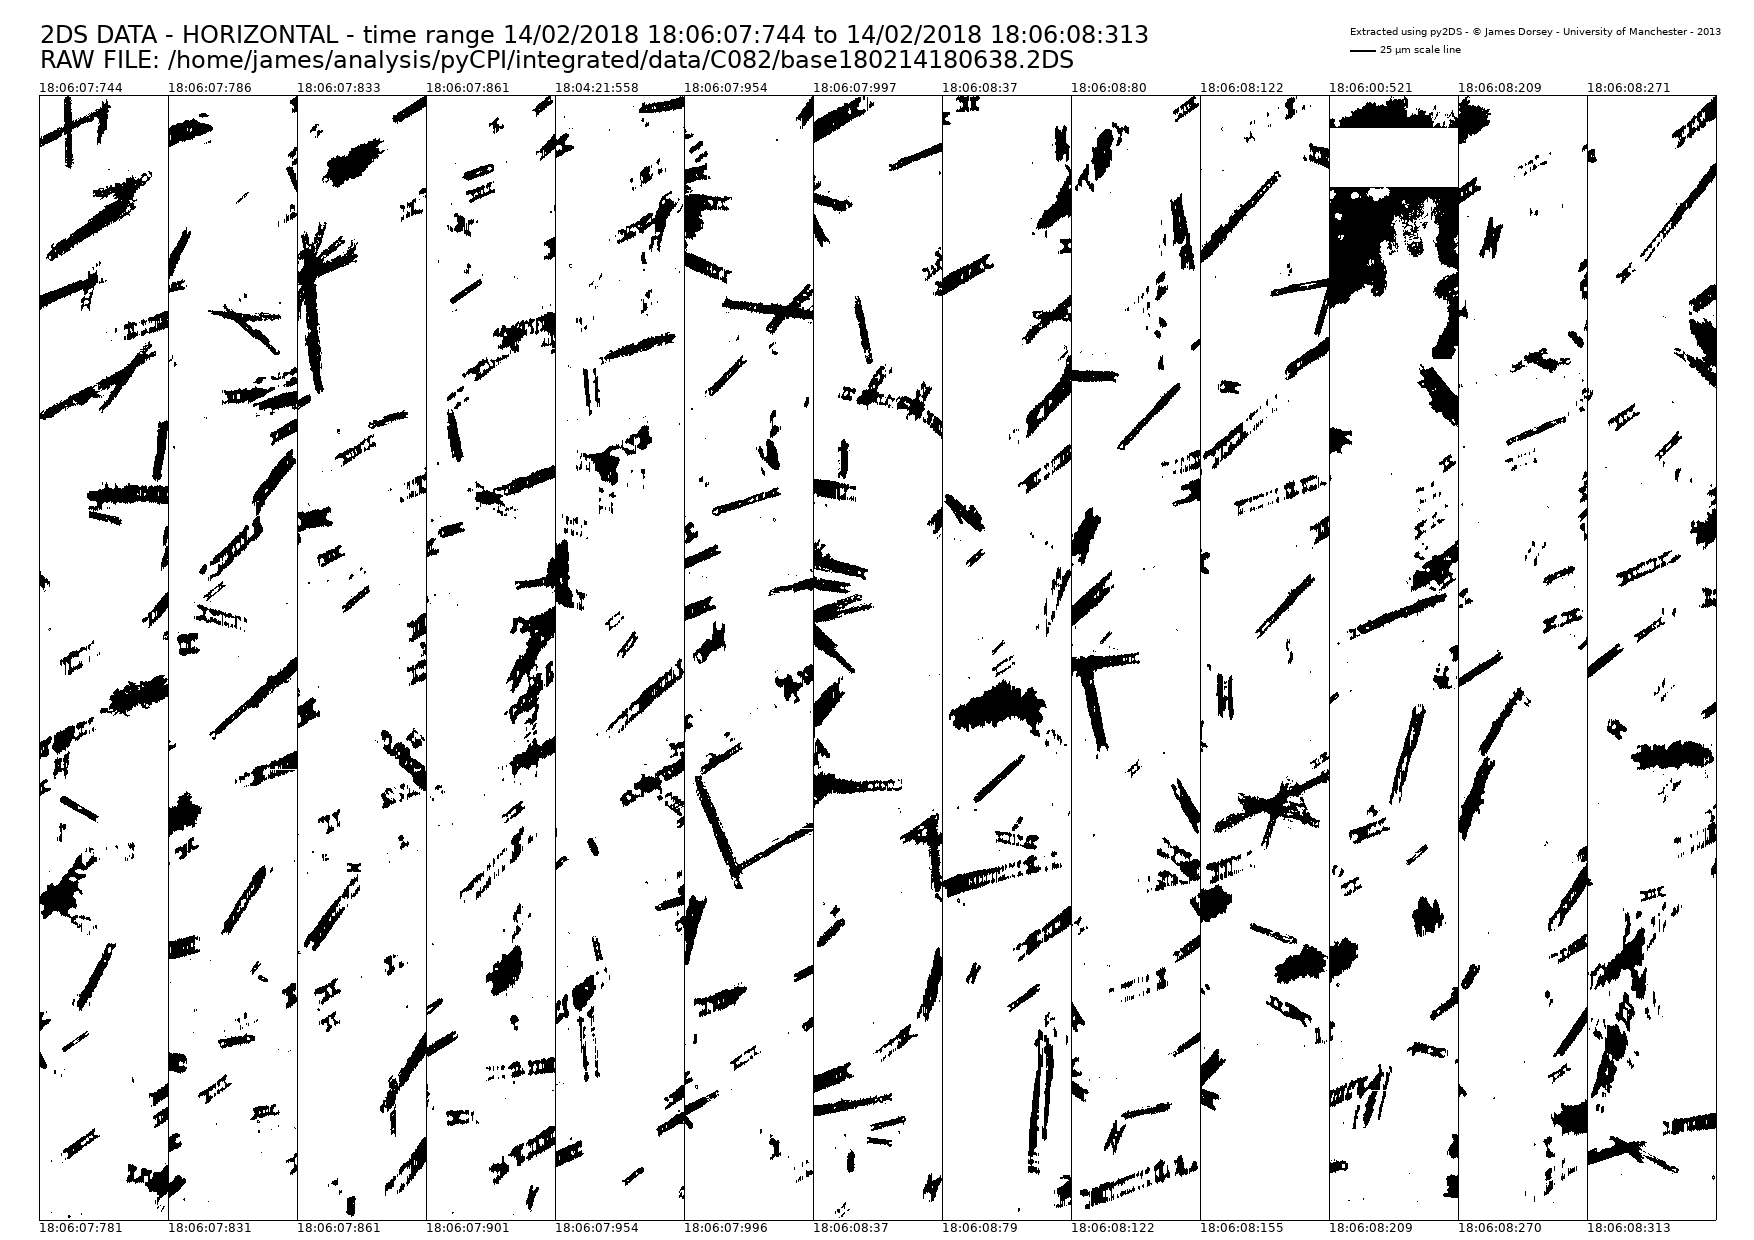 2DS DATA - HORIZONTAL - time range 14/02/2018 18:06:07:744 to 14/02/2018 18:06:08:313
RAW FILE: /home/james/analysis/pyCPI/integrated/data/C082/base180214180638.2DS
Extracted using py2DS - © James Dorsey - University of Manchester - 2013
25 µm scale line
18:06:07:744 18:06:07:786 18:06:07:833 18:06:07:861 18:04:21:558 18:06:07:954 18:06:07:997 18:06:08:37 18:06:08:80 18:06:08:122 18:06:00:521 18:06:08:209 18:06:08:271
18:06:07:781 18:06:07:831 18:06:07:861 18:06:07:901 18:06:07:954 18:06:07:996 18:06:08:37 18:06:08:79 18:06:08:122 18:06:08:155 18:06:08:209 18:06:08:270 18:06:08:313